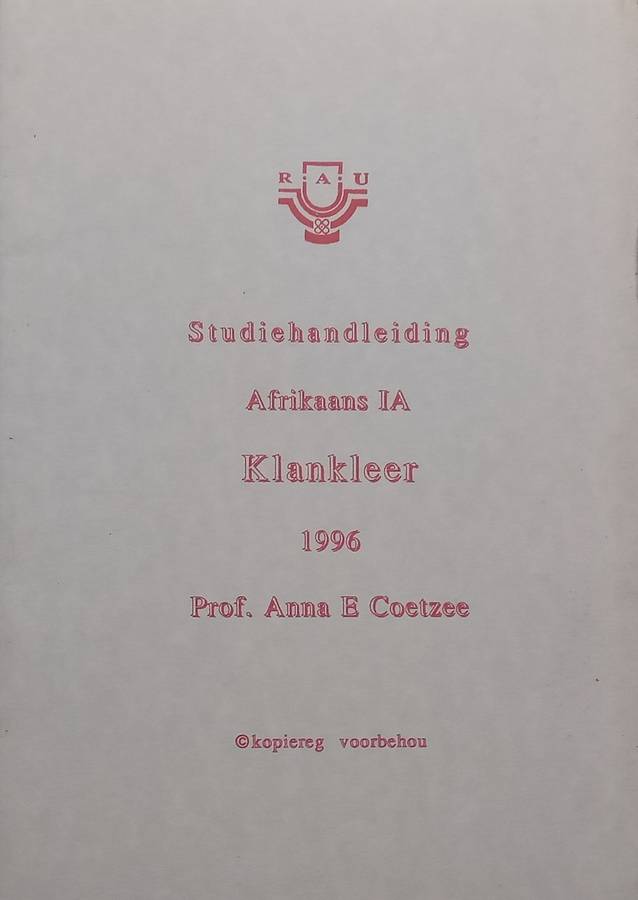 R·A·U
Studiehandleiding
Afrikaans IA
Klankleer
1996
Prof. Anna E Coetzee
©kopiereg voorbehou